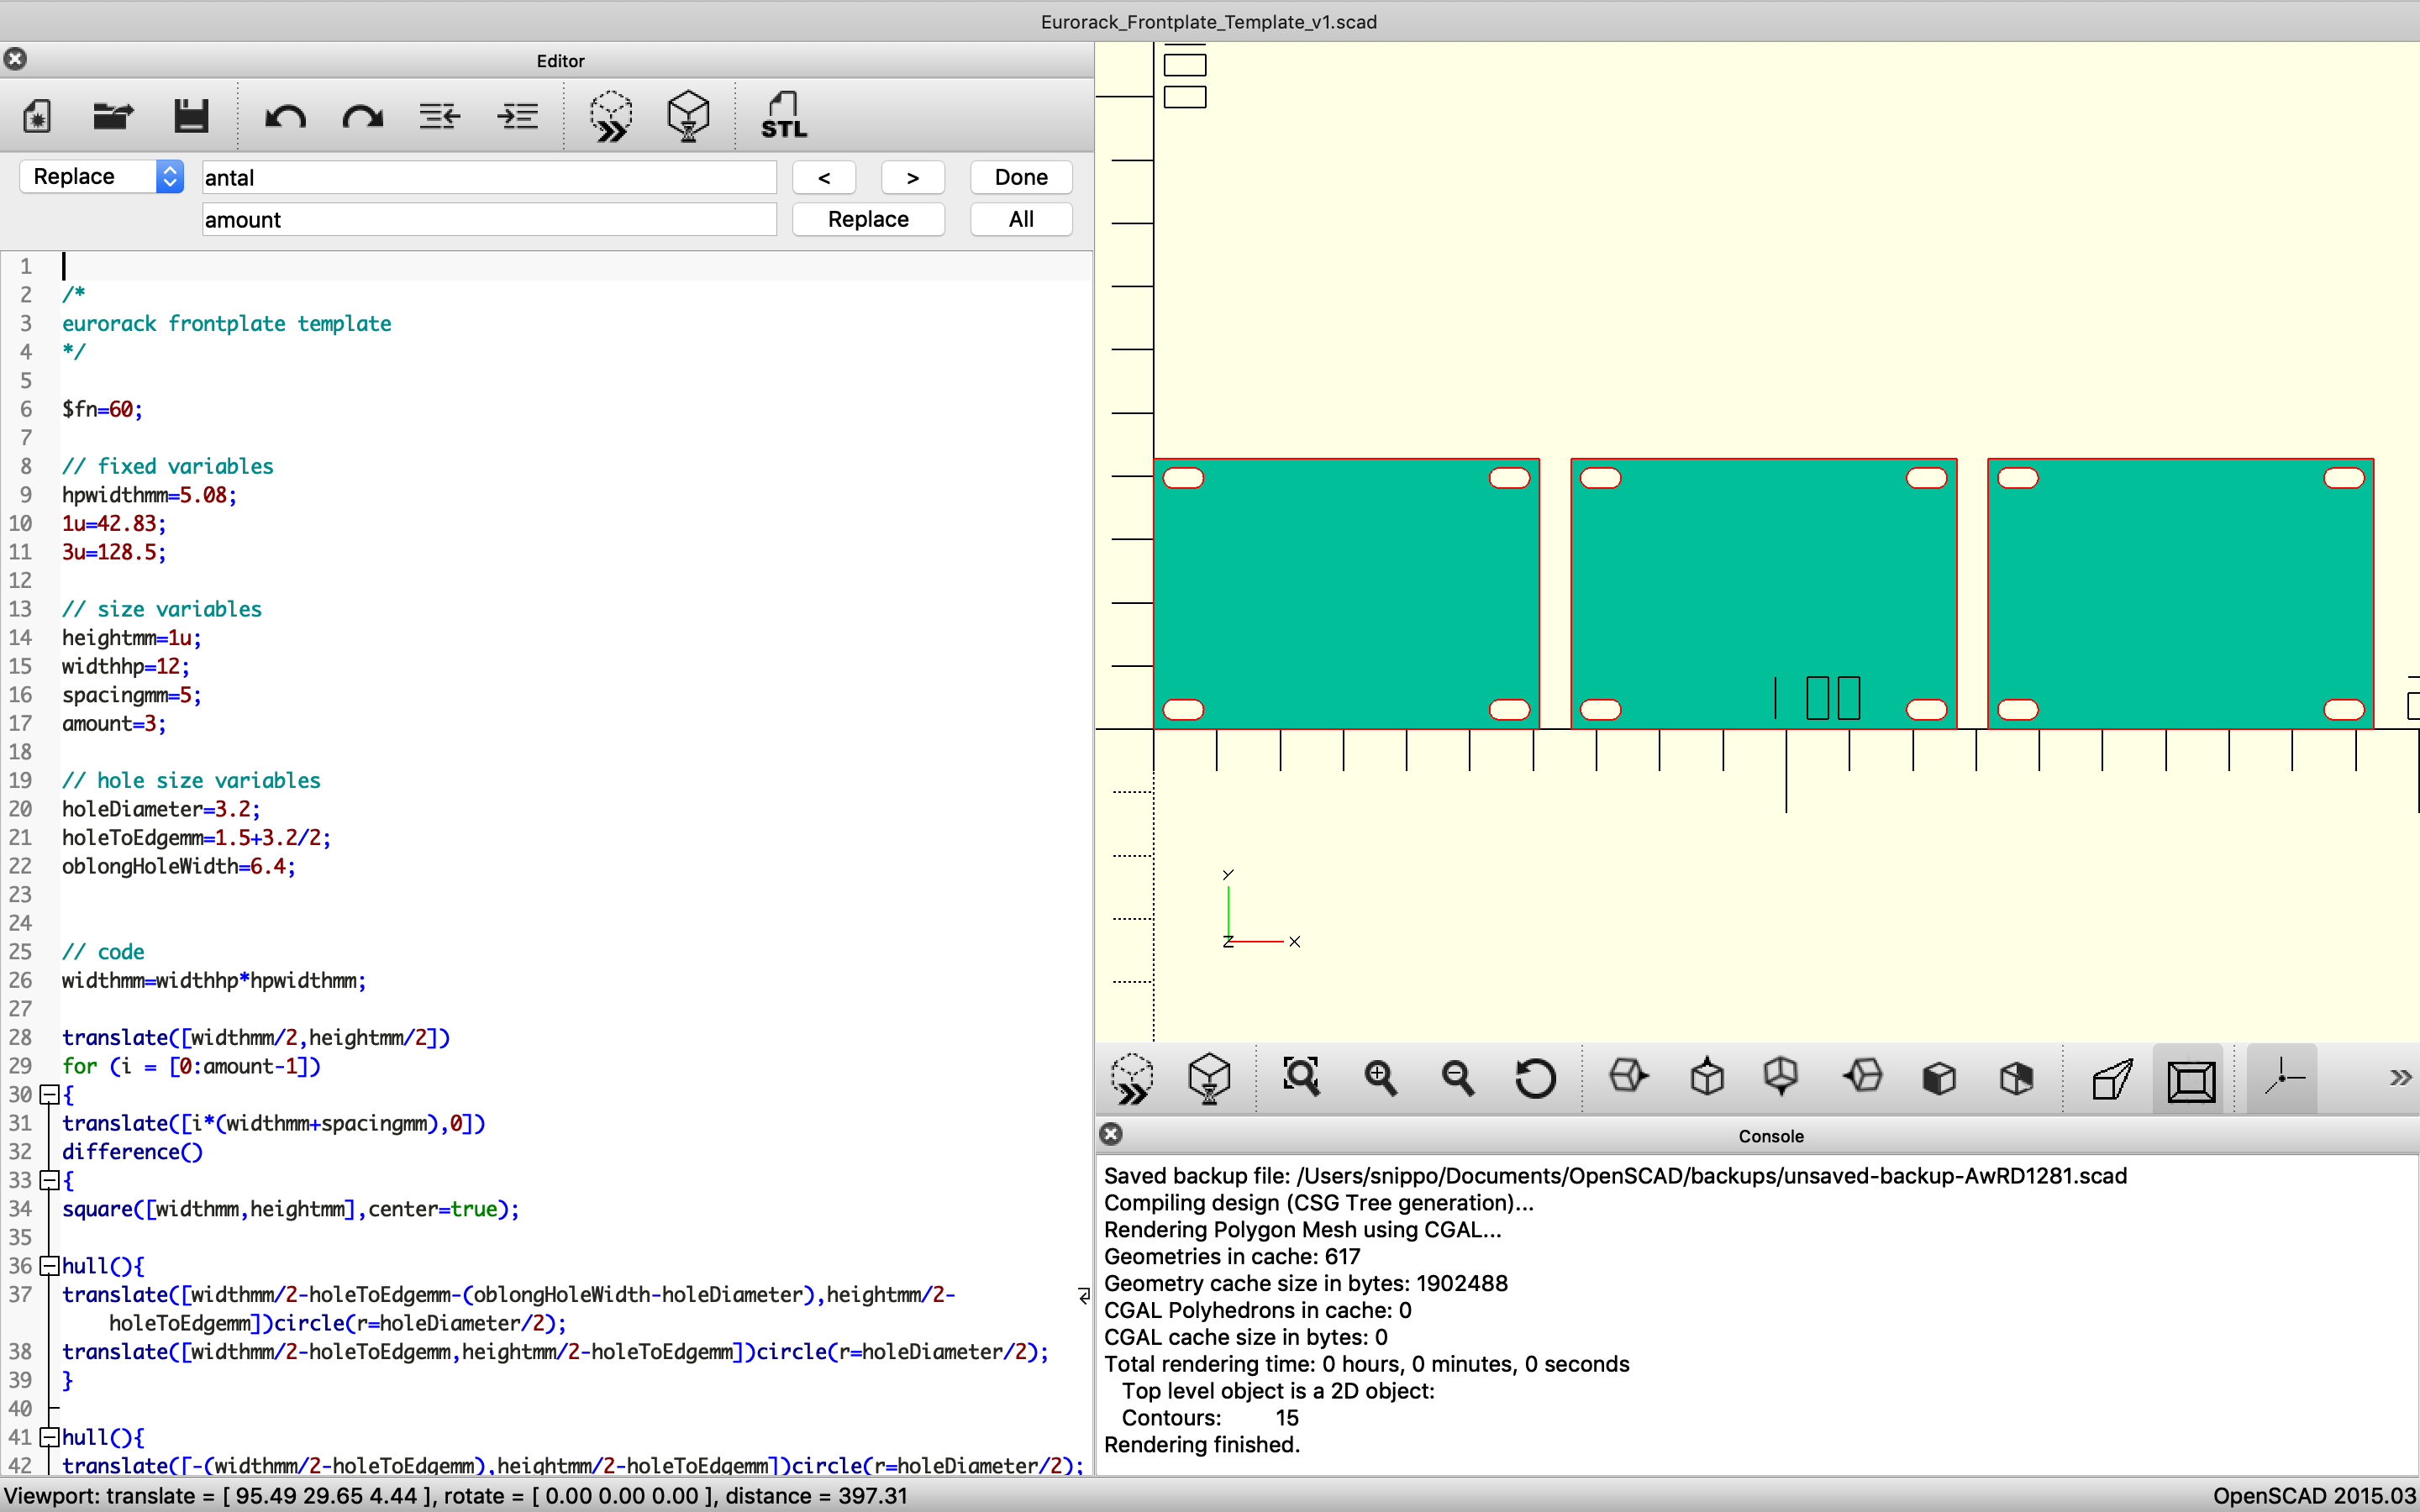 Eurorack_Frontplate_Template_v1.scad
Editor
STL
Replace
antal
<
>
Done
amount
Replace
All
1
2 /*
3 eurorack frontplate template
4 */
5
6 $fn=60;
7
8 // fixed variables
9 hpwidthmm=5.08;
10 1u=42.83;
11 3u=128.5;
12
13 // size variables
14 heightmm=1u;
15 widthhp=12;
16 spacingmm=5;
17 amount=3;
18
19 // hole size variables
20 holeDiameter=3.2;
21 holeToEdgemm=1.5+3.2/2;
22 oblongHoleWidth=6.4;
23
24
25 // code
26 widthmm=widthhp*hpwidthmm;
27
28 translate([widthmm/2,heightmm/2])
29 for (i = [0:amount-1])
30 {
31 translate([i*(widthmm+spacingmm),0])
32 difference()
33 {
34 square([widthmm,heightmm],center=true);
35
36 hull(){
37 translate([widthmm/2-holeToEdgemm-(oblongHoleWidth-holeDiameter),heightmm/2-
holeToEdgemm])circle(r=holeDiameter/2);
38 translate([widthmm/2-holeToEdgemm,heightmm/2-holeToEdgemm])circle(r=holeDiameter/2);
39 }
40
41 hull(){
42 translate([-(widthmm/2-holeToEdgemm),heightmm/2-holeToEdgemm])circle(r=holeDiameter/2);
Y
Z
X
Console
Saved backup file: /Users/snippo/Documents/OpenSCAD/backups/unsaved-backup-AwRD1281.scad
Compiling design (CSG Tree generation)...
Rendering Polygon Mesh using CGAL...
Geometries in cache: 617
Geometry cache size in bytes: 1902488
CGAL Polyhedrons in cache: 0
CGAL cache size in bytes: 0
Total rendering time: 0 hours, 0 minutes, 0 seconds
Top level object is a 2D object:
Contours: 15
Rendering finished.
Viewport: translate = [ 95.49 29.65 4.44 ], rotate = [ 0.00 0.00 0.00 ], distance = 397.31
OpenSCAD 2015.03